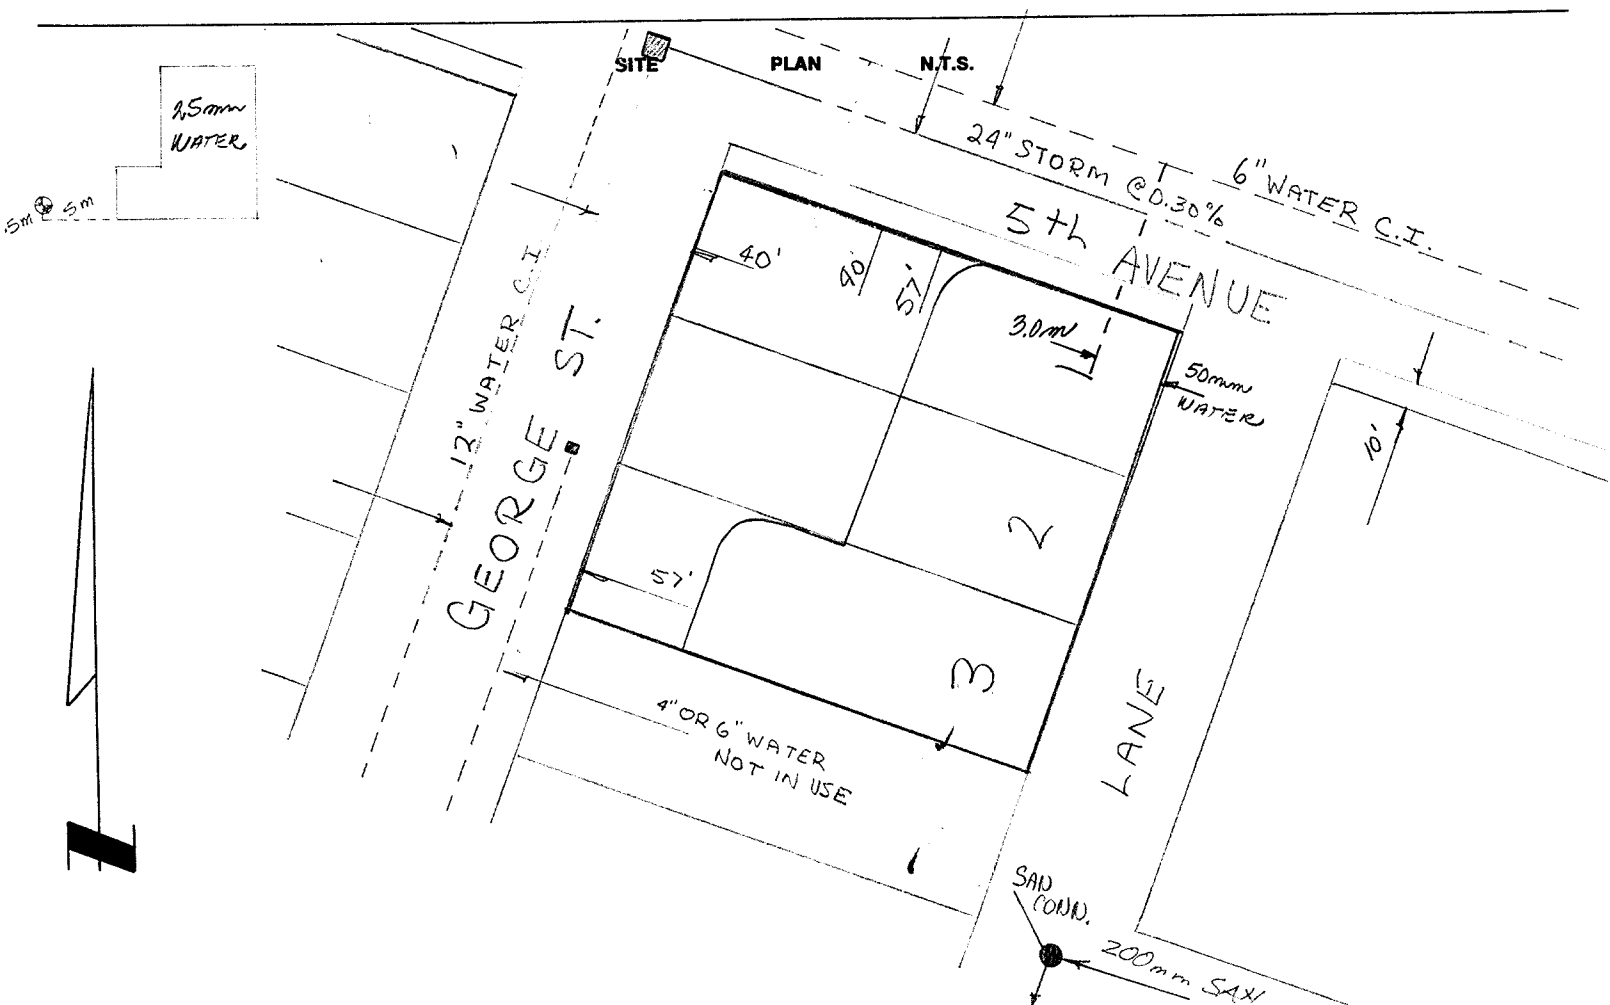 SITE PLAN N.T.S.
25mm
WATER
.5m 5m
24" STORM @0.30%
6" WATER C.I.
5th AVENUE
40'
40'
57'
3.0m
50mm
WATER
10'
12" WATER C.I.
GEORGE ST.
2
57'
3
4" OR 6" WATER
NOT IN USE
LANE
SAN
CONN.
200mm SAN